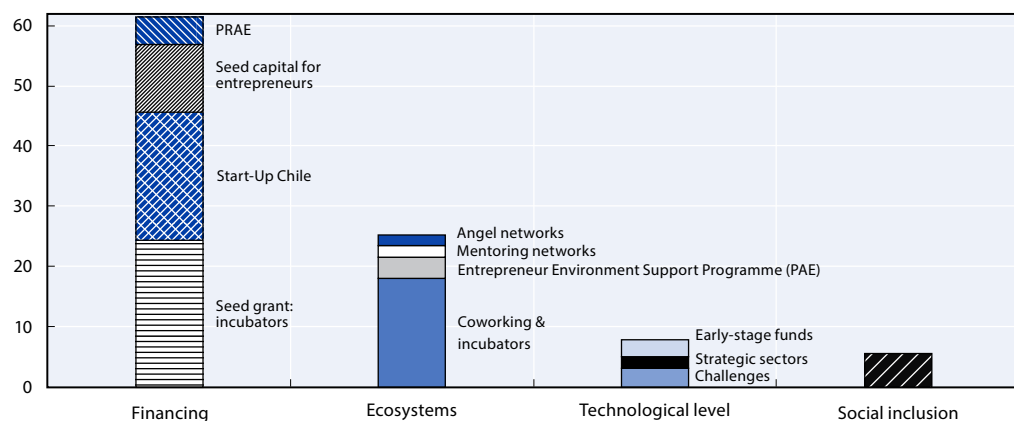 60
50
40
30
20
10
0
PRAE
Seed capital for
entrepreneurs
Start-Up Chile
Seed grant:
incubators
Angel networks
Mentoring networks
Entrepreneur Environment Support Programme (PAE)
Coworking &
incubators
Early-stage funds
Strategic sectors
Challenges
Financing
Ecosystems
Technological level
Social inclusion